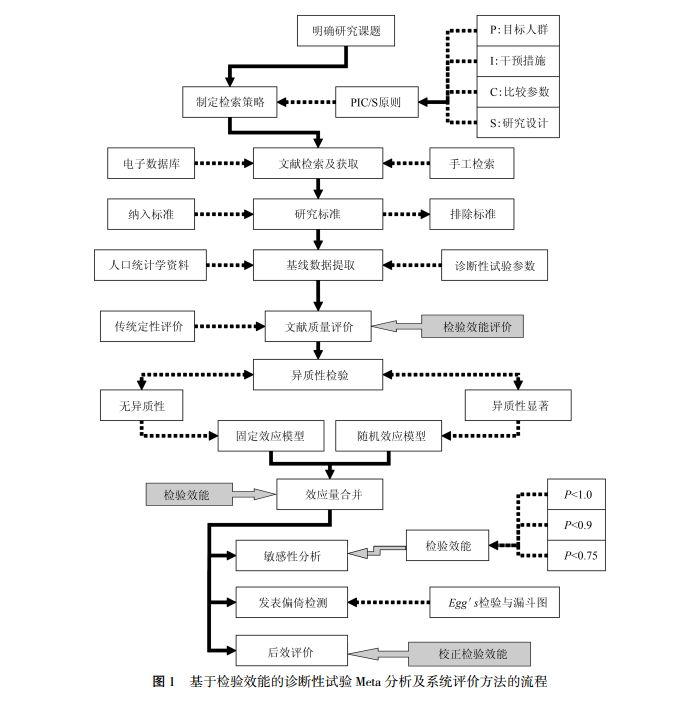 明确研究课题
P:目标人群
I:干预措施
C:比较参数
S:研究设计
制定检索策略
PIC/S原则
电子数据库
文献检索及获取
手工检索
纳入标准
研究标准
排除标准
人口统计学资料
基线数据提取
诊断性试验参数
传统定性评价
文献质量评价
检验效能评价
异质性检验
无异质性
异质性显著
固定效应模型
随机效应模型
检验效能
效应量合并
P<1.0
P<0.9
P<0.75
检验效能
敏感性分析
发表偏倚检测
Egg's检验与漏斗图
后效评价
校正检验效能
图 1 基于检验效能的诊断性试验 Meta 分析及系统评价方法的流程